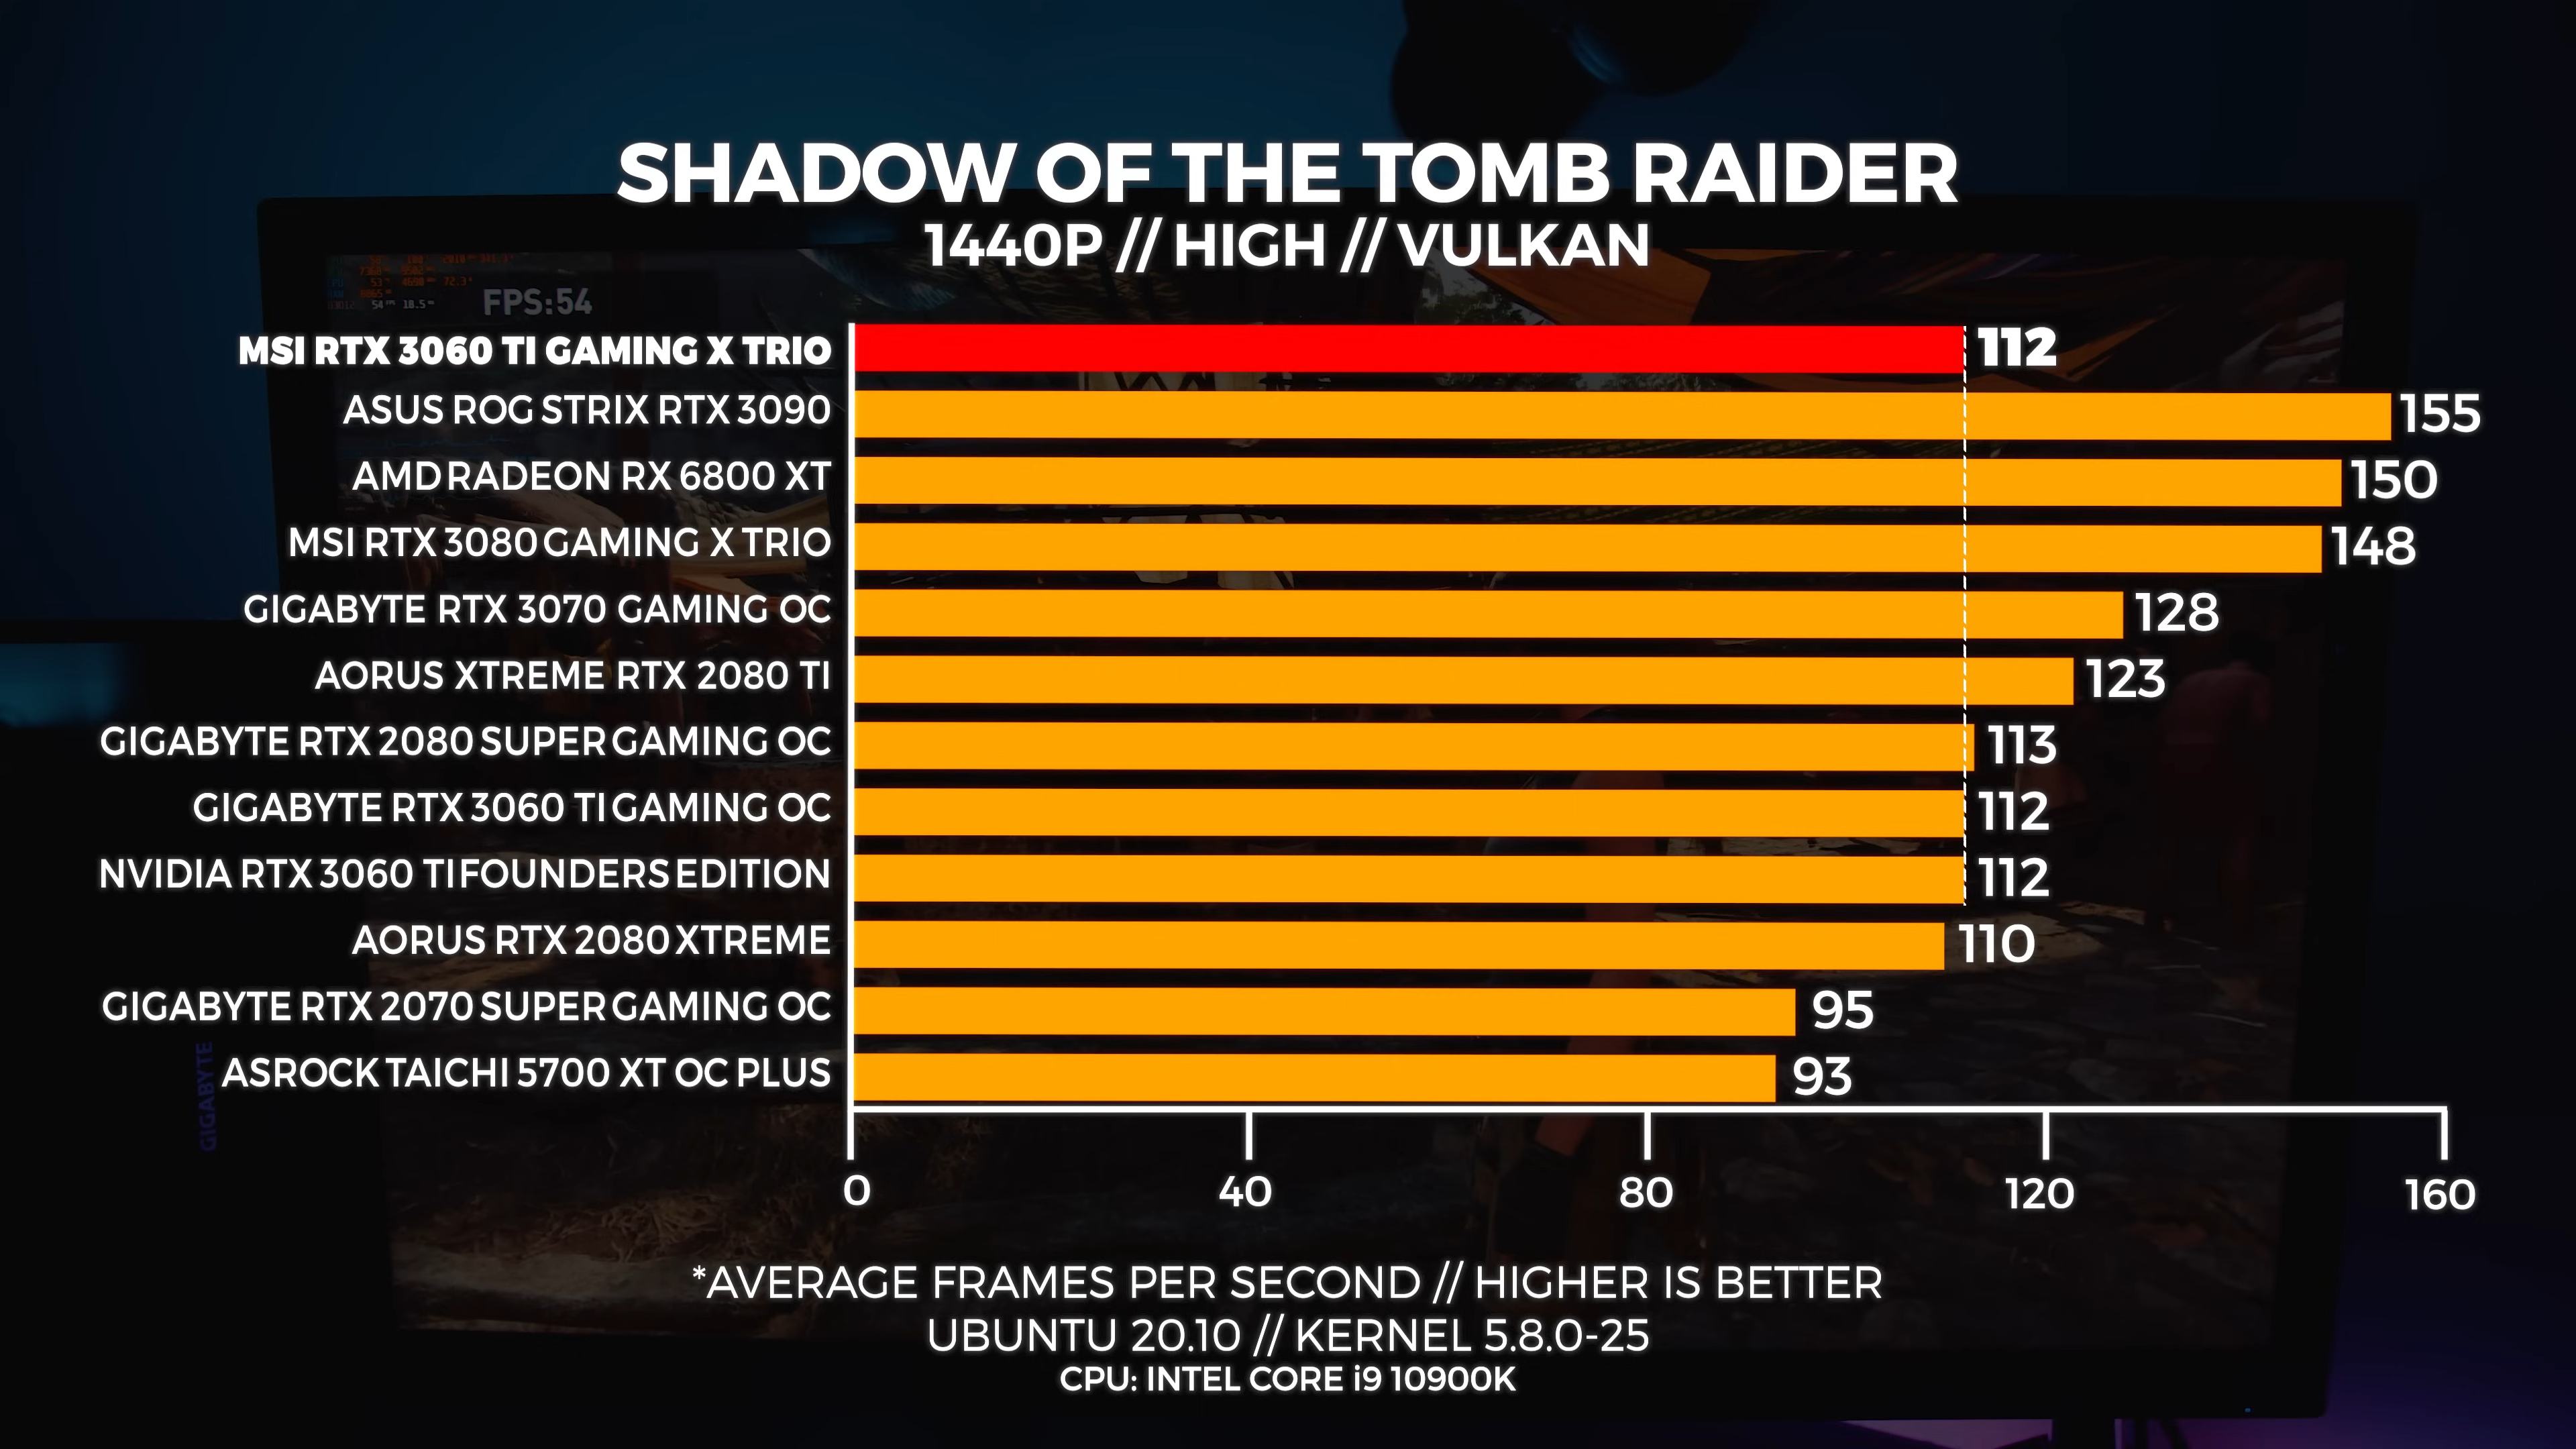 SHADOW OF THE TOMB RAIDER
1440P // HIGH // VULKAN
FPS:54
MSI RTX 3060 TI GAMING X TRIO 112
ASUS ROG STRIX RTX 3090 155
AMD RADEON RX 6800 XT 150
MSI RTX 3080 GAMING X TRIO 148
GIGABYTE RTX 3070 GAMING OC 128
AORUS XTREME RTX 2080 TI 123
GIGABYTE RTX 2080 SUPER GAMING OC 113
GIGABYTE RTX 3060 TI GAMING OC 112
NVIDIA RTX 3060 TI FOUNDERS EDITION 112
AORUS RTX 2080 XTREME 110
GIGABYTE RTX 2070 SUPER GAMING OC 95
ASROCK TAICHI 5700 XT OC PLUS 93
GIGABYTE
0 40 80 120 160
*AVERAGE FRAMES PER SECOND // HIGHER IS BETTER
UBUNTU 20.10 // KERNEL 5.8.0-25
CPU: INTEL CORE i9 10900K